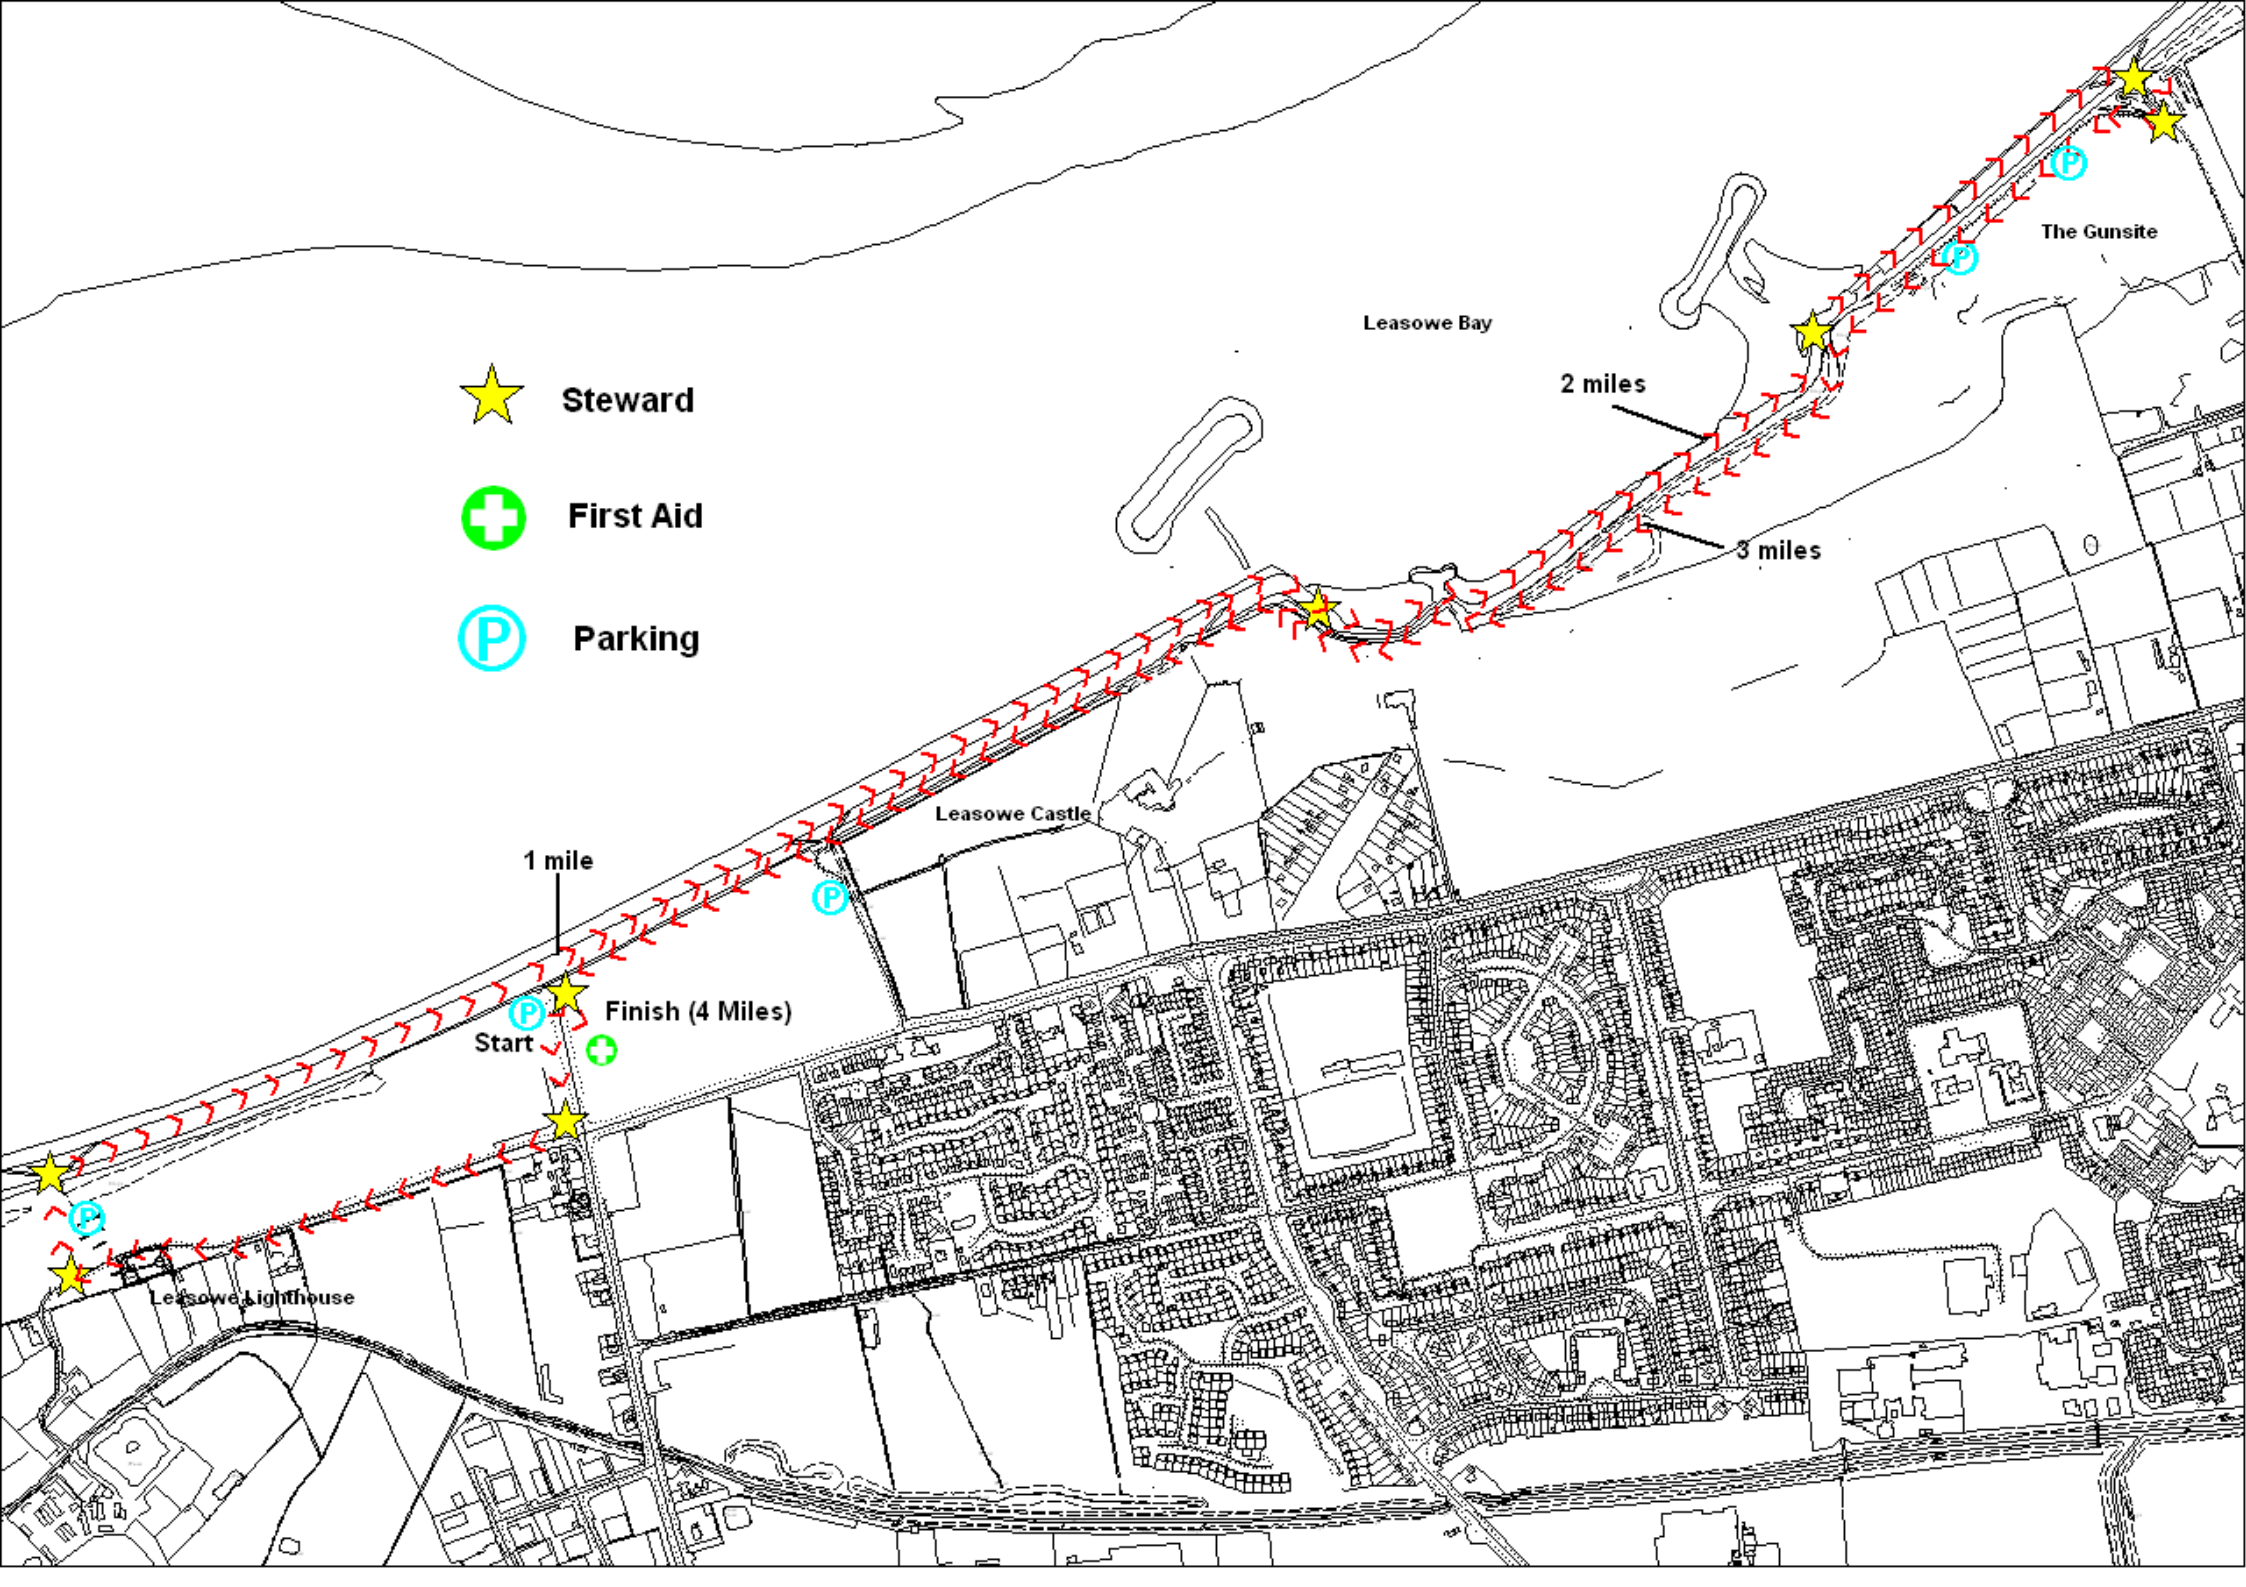 The Gunsite
Leasowe Bay
2 miles
Steward
First Aid
3 miles
P Parking
Leasowe Castle
1 mile
Finish (4 Miles)
Start
Leasowe Lighthouse
P
P
P
P
P